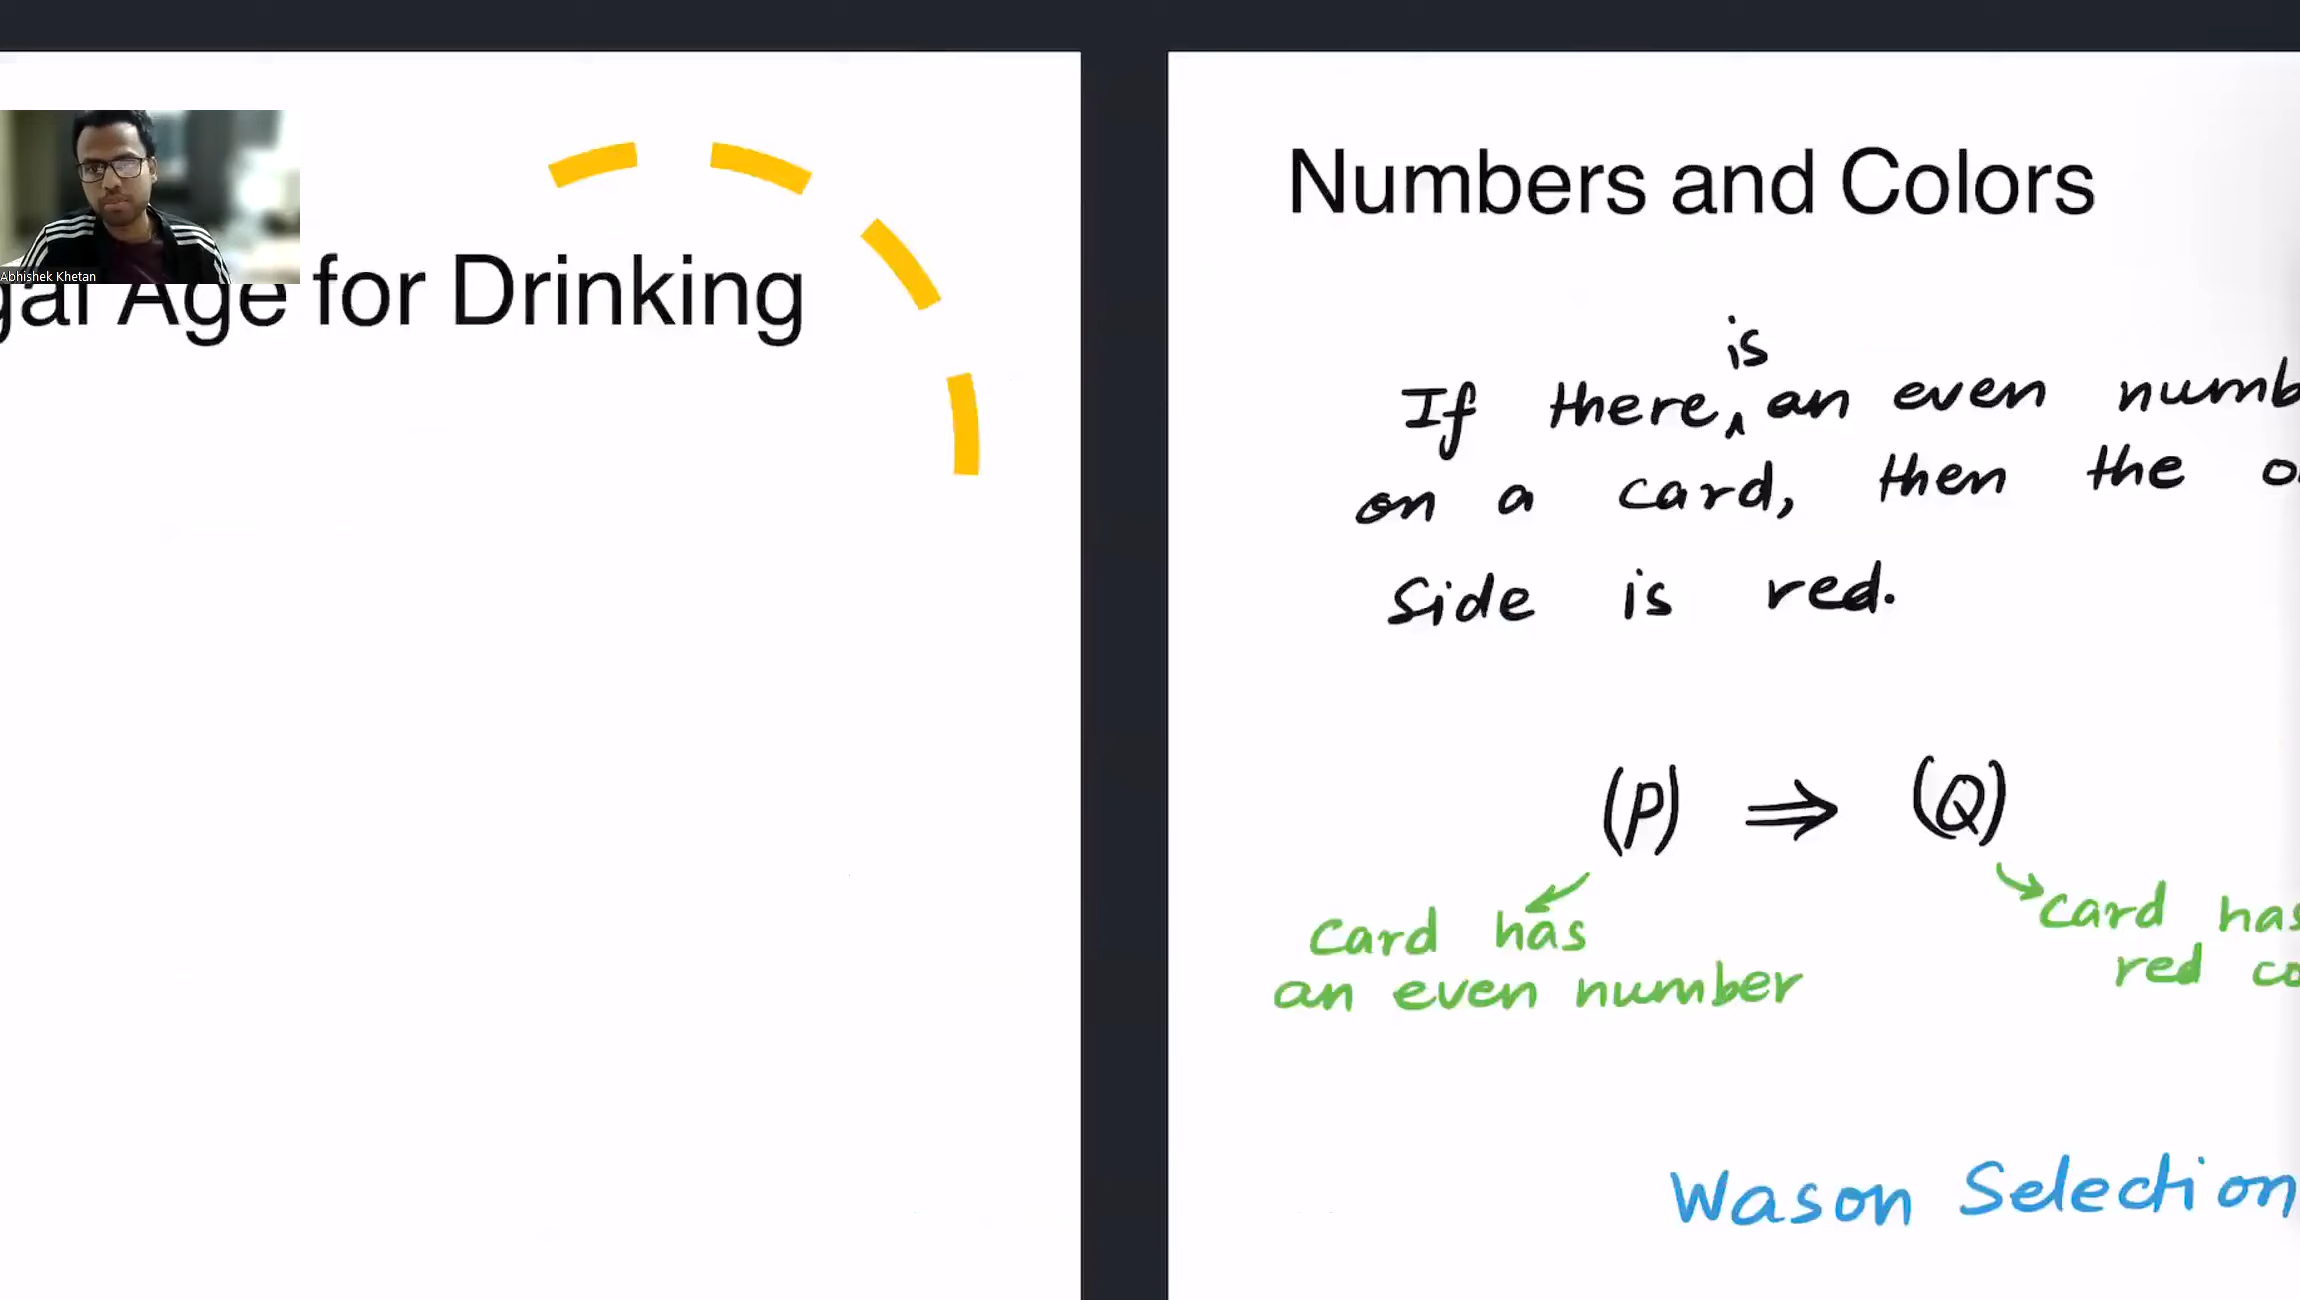 Abhishek Khetan
gal Age for Drinking
Numbers and Colors
is
If there ^ an even numb
on a card, then the o
side is red.
(P) ⇒ (Q)
card has
an even number
card has
red co
Wason Selection